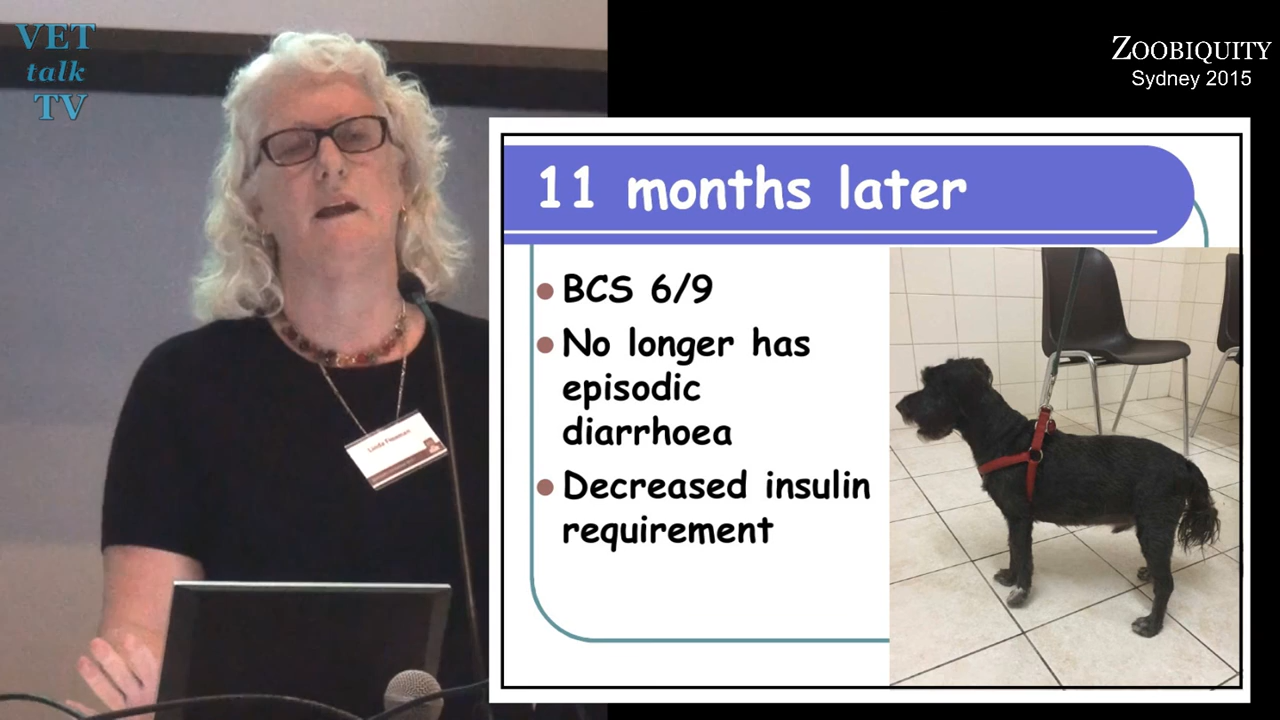 VET
talk
TV
ZOOBIQUITY
Sydney 2015
11 months later
BCS 6/9
No longer has
episodic
diarrhoea
Decreased insulin
requirement